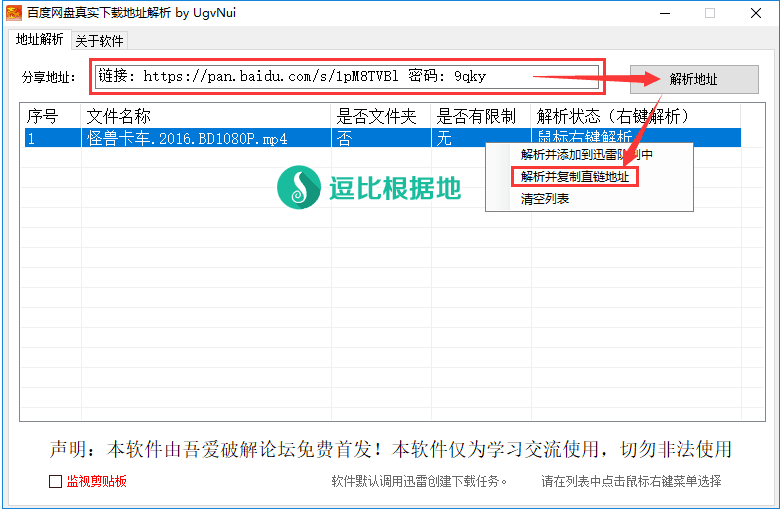 百度网盘真实下载地址解析 by UgvNui
地址解析 关于软件
分享地址： 链接: https://pan.baidu.com/s/1pM8TVBl 密码: 9qky 解析地址
序号 文件名称 是否文件夹 是否有限制 解析状态（右键解析）
1 怪兽卡车.2016.BD1080P.mp4 否 无 鼠标右键解析
解析并添加到迅雷队列中
解析并复制直链地址
清空列表
逗比根据地
声明：本软件由吾爱破解论坛免费首发！本软件仅为学习交流使用，切勿非法使用
监视剪贴板 软件默认调用迅雷创建下载任务。 请在列表中点击鼠标右键菜单选择